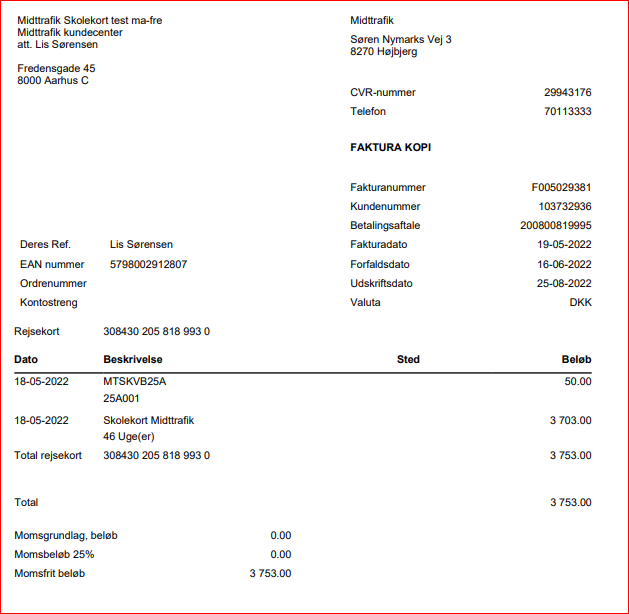 Midttrafik Skolekort test ma-fre
Midttrafik kundecenter
att. Lis Sørensen
Fredensgade 45
8000 Aarhus C
Midttrafik
Søren Nymarks Vej 3
8270 Højbjerg
CVR-nummer 29943176
Telefon 70113333
FAKTURA KOPI
Fakturanummer F005029381
Kundenummer 103732936
Betalingsaftale 200800819995
Deres Ref. Lis Sørensen Fakturadato 19-05-2022
EAN nummer 5798002912807 Forfaldsdato 16-06-2022
Ordrenummer Udskriftsdato 25-08-2022
Kontostreng Valuta DKK
Rejsekort 308430 205 818 993 0
Dato Beskrivelse Sted Beløb
18-05-2022 MTSKVB25A 50.00
25A001
18-05-2022 Skolekort Midttrafik 3 703.00
46 Uge(er)
Total rejsekort 308430 205 818 993 0 3 753.00
Total 3 753.00
Momsgrundlag, beløb 0.00
Momsbeløb 25% 0.00
Momsfrit beløb 3 753.00